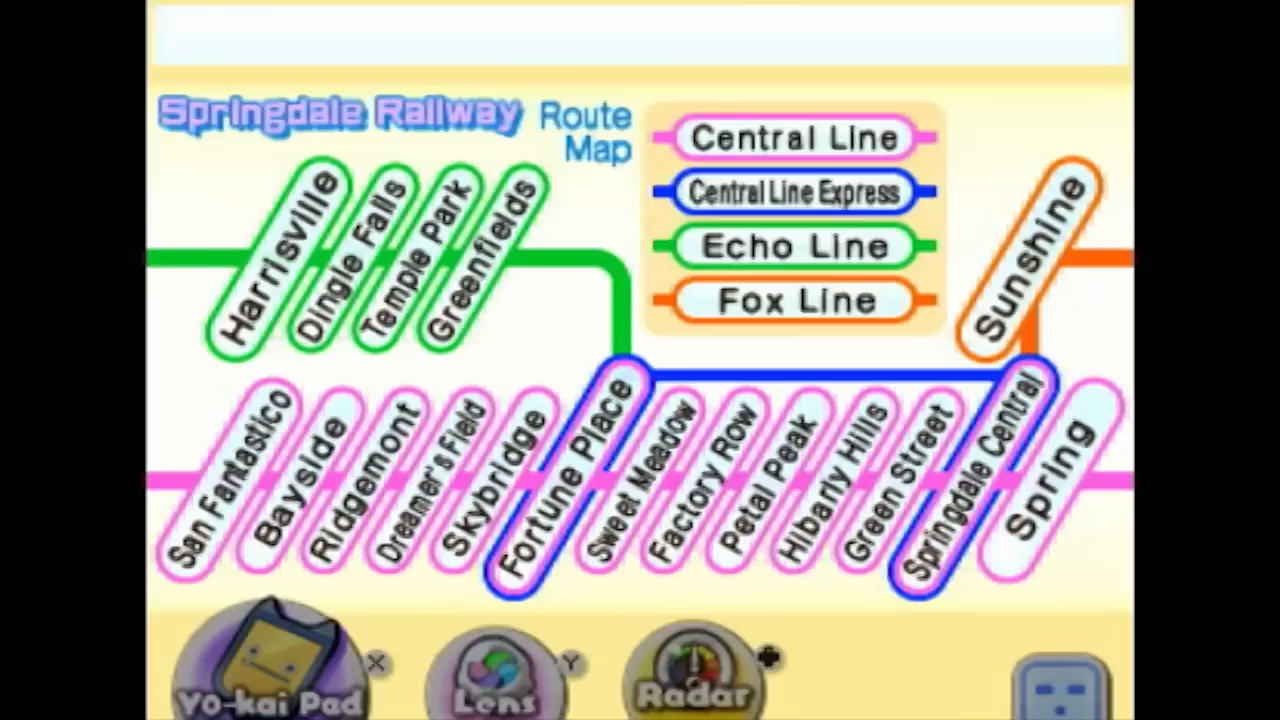 Springdale Railway Route Map
Central Line
Central Line Express
Echo Line
Fox Line
Harrisville
Dingle Falls
Temple Park
Greenfields
Sunshine
San Fantastico
Bayside
Ridgemont
Dreamer's Field
Skybridge
Fortune Place
Sweet Meadow
Factory Row
Petal Peak
Hibarly Hills
Green Street
Springdale Central
Spring
Yo-kai Pad
X
Lens
Y
Radar